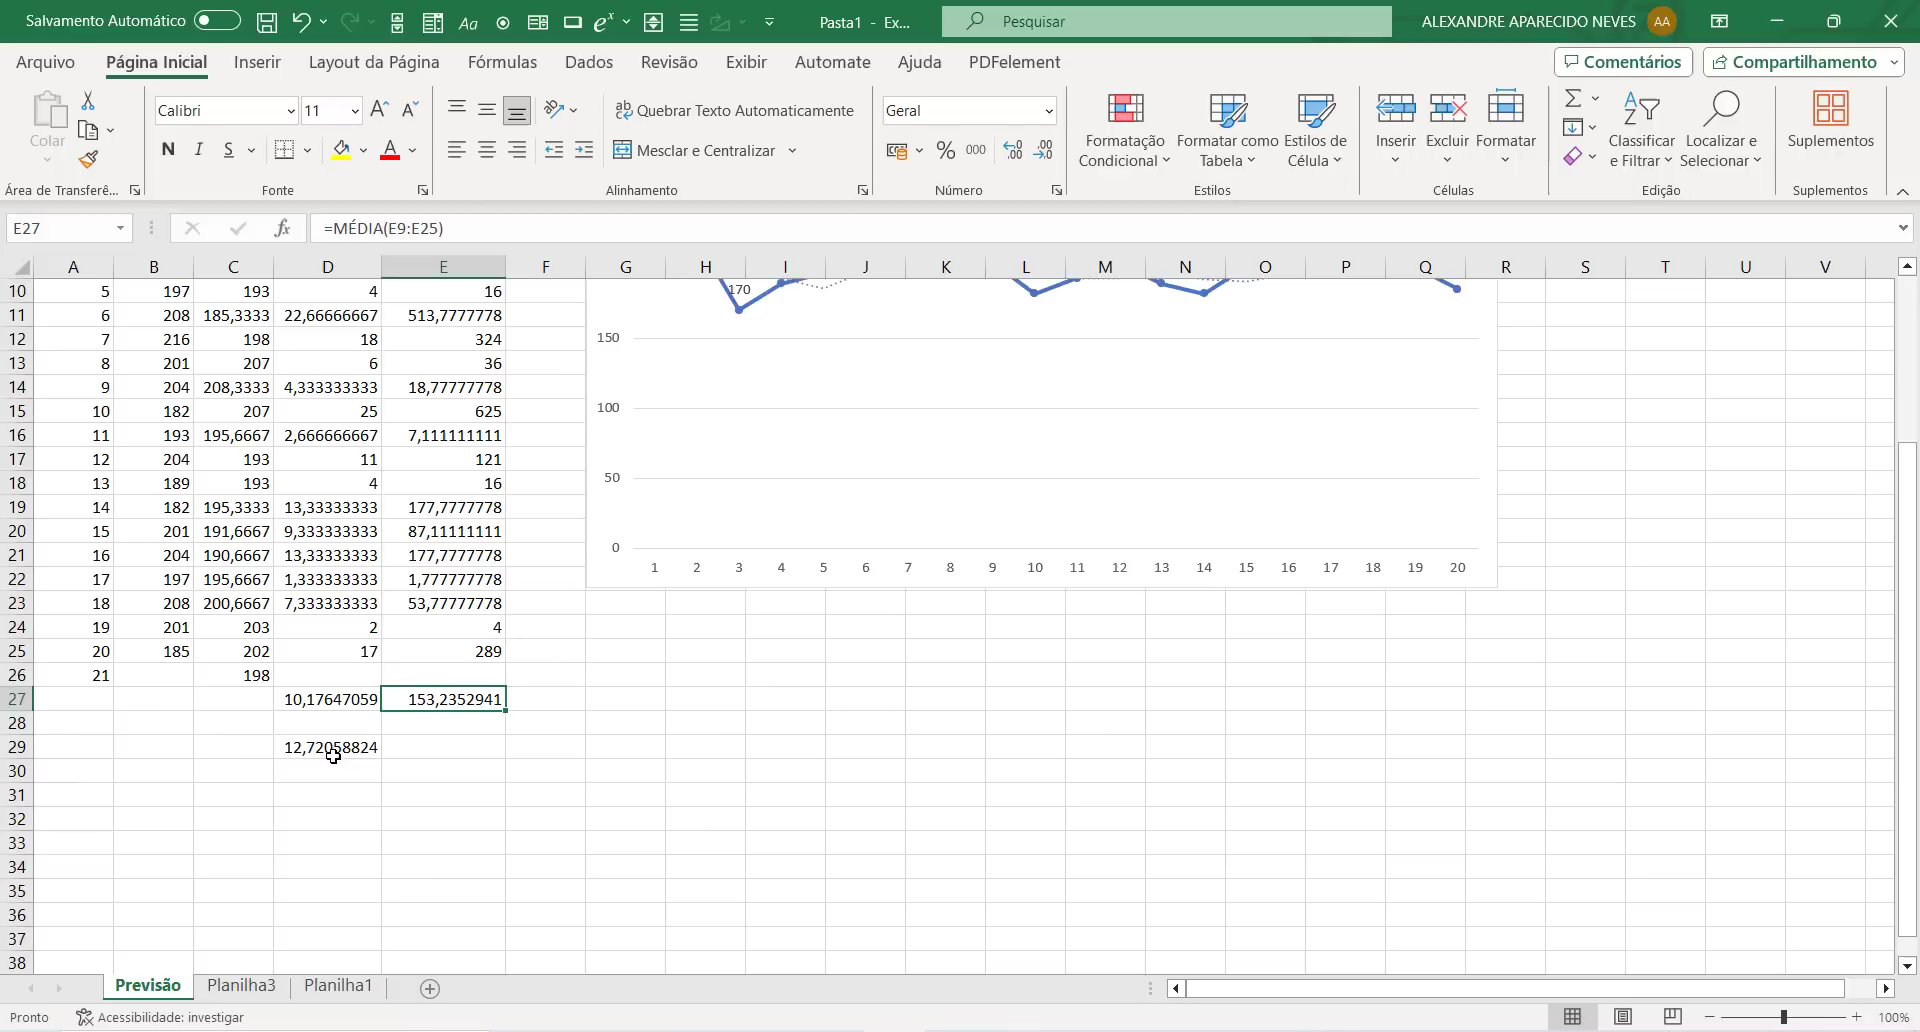 Salvamento Automático
Pasta1 - Ex...
Pesquisar
ALEXANDRE APARECIDO NEVES
AA
Arquivo Página Inicial Inserir Layout da Página Fórmulas Dados Revisão Exibir Automate Ajuda PDFelement
Comentários
Compartilhamento
Colar
Área de Transferê...
Calibri 11
N I S
Fonte
Quebrar Texto Automaticamente
Mesclar e Centralizar
Alinhamento
Geral
% 000
Número
Formatação Condicional
Formatar como Tabela
Estilos de Célula
Estilos
Inserir Excluir Formatar
Células
Classificar e Filtrar
Localizar e Selecionar
Edição
Suplementos
Suplementos
E27
fx =MÉDIA(E9:E25)
A B C D E F G H I J K L M N O P Q R S T U V
10 5 197 193 4 16
11 6 208 185,3333 22,66666667 513,7777778
12 7 216 198 18 324
13 8 201 207 6 36
14 9 204 208,3333 4,333333333 18,77777778
15 10 182 207 25 625
16 11 193 195,6667 2,666666667 7,111111111
17 12 204 193 11 121
18 13 189 193 4 16
19 14 182 195,3333 13,33333333 177,7777778
20 15 201 191,6667 9,333333333 87,11111111
21 16 204 190,6667 13,33333333 177,7777778
22 17 197 195,6667 1,333333333 1,777777778
23 18 208 200,6667 7,333333333 53,77777778
24 19 201 203 2 4
25 20 185 202 17 289
26 21 198
27 10,17647059 153,2352941
28
29 12,72058824
30
31
32
33
34
35
36
37
38
170
150
100
50
0
1 2 3 4 5 6 7 8 9 10 11 12 13 14 15 16 17 18 19 20
Previsão Planilha3 Planilha1
Pronto
Acessibilidade: investigar
100%